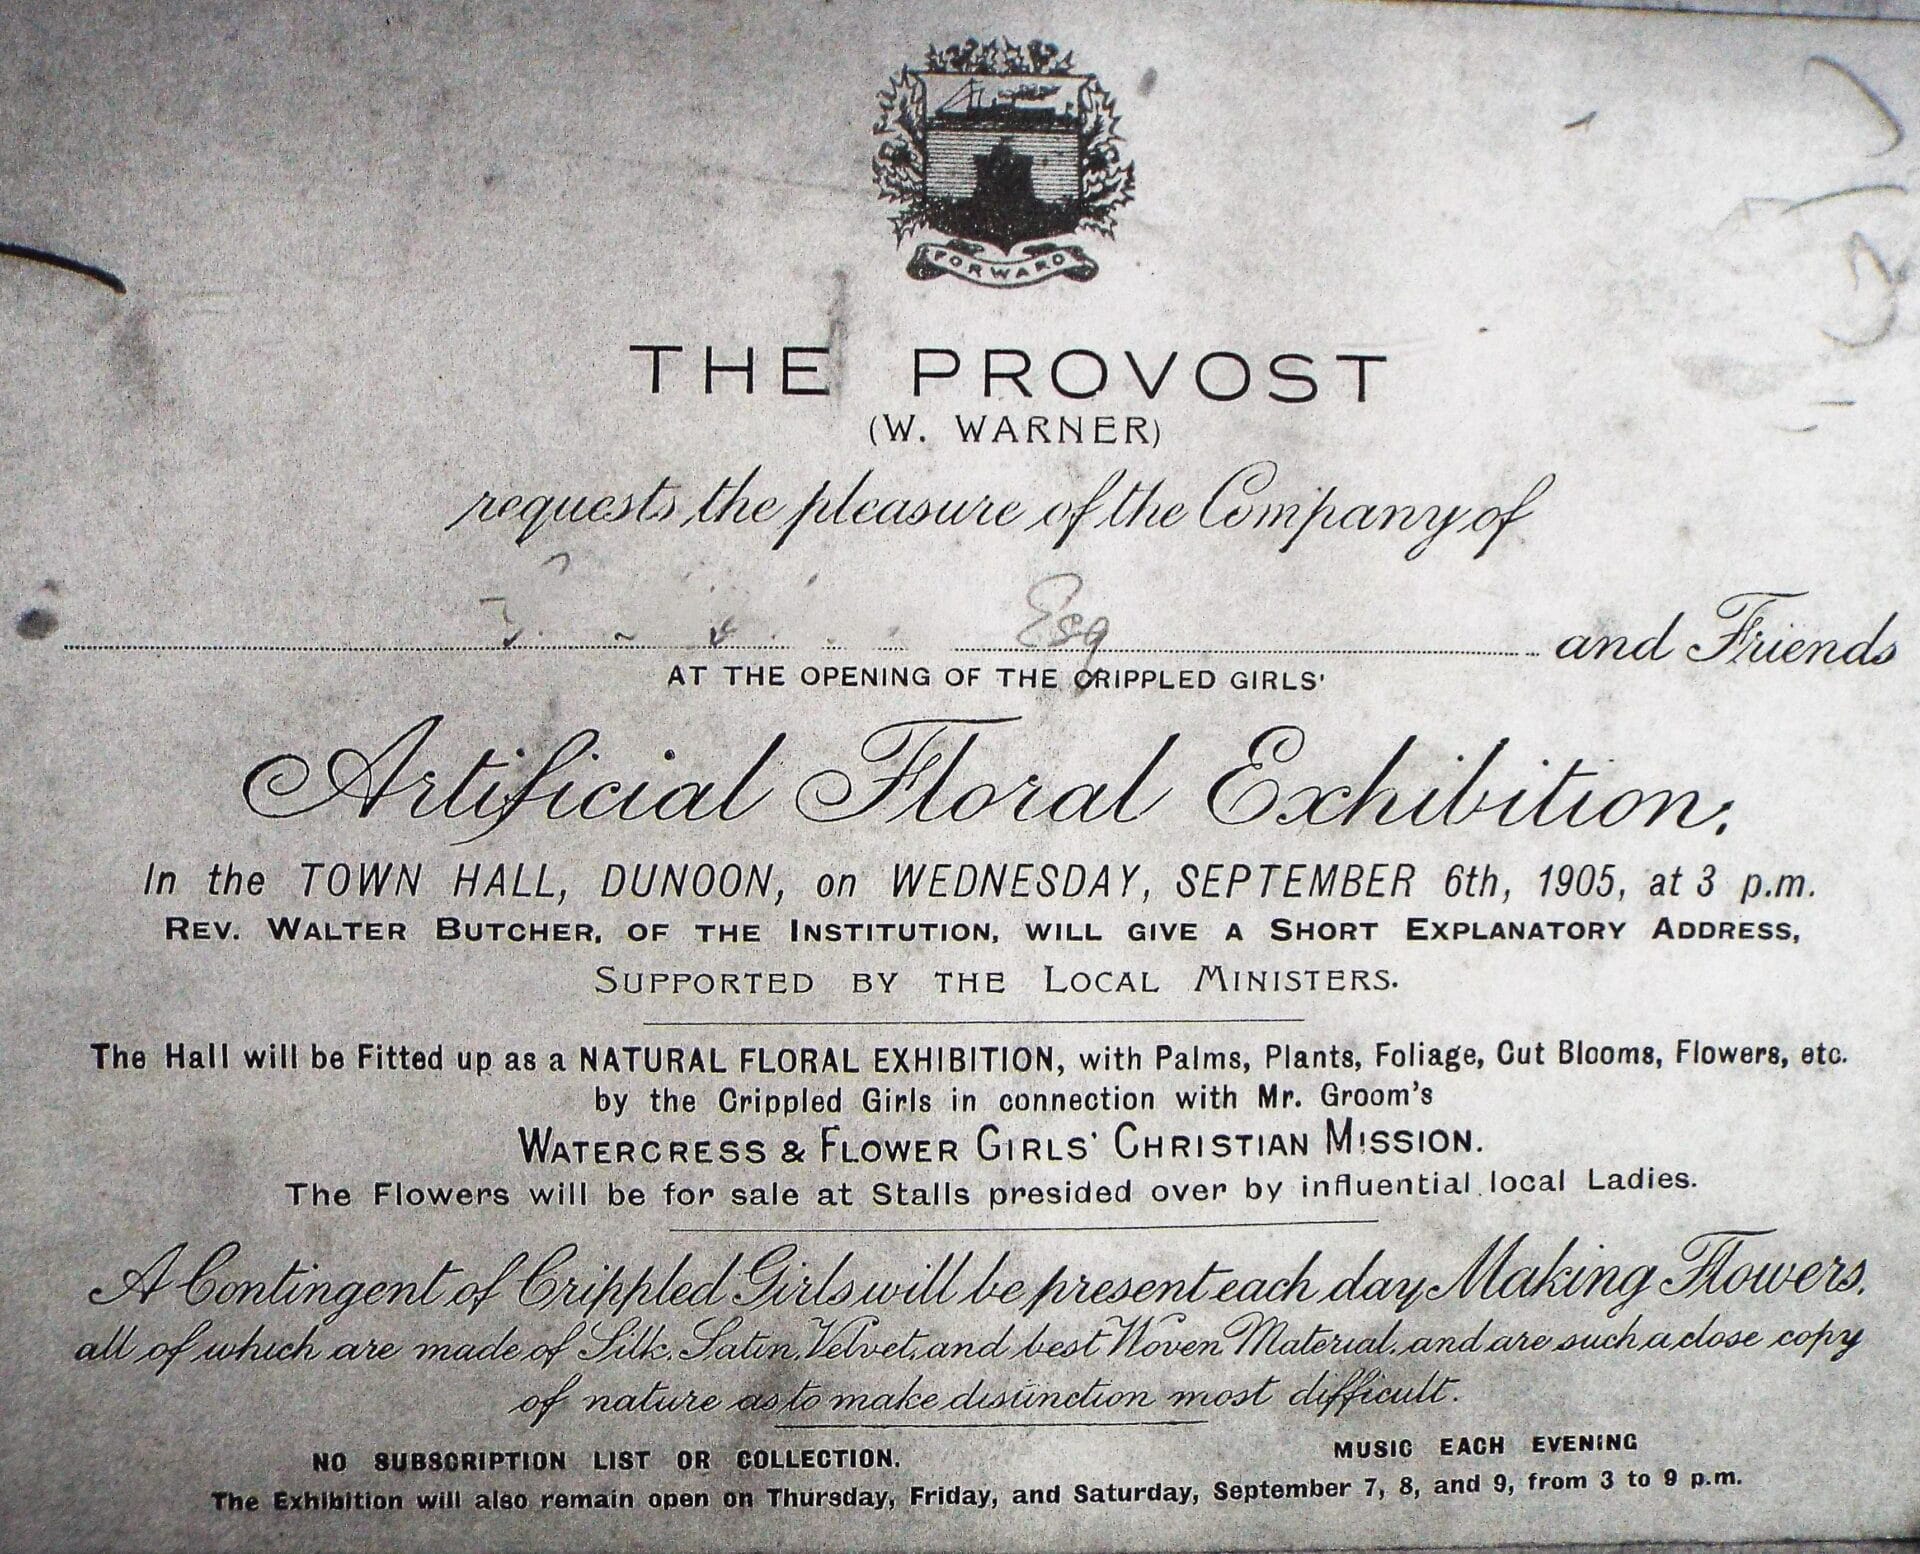 FORWARD
THE PROVOST
(W. WARNER)
requests the pleasure of the Company of
Esq and Friends
AT THE OPENING OF THE CRIPPLED GIRLS'
Artificial Floral Exhibition,
In the TOWN HALL, DUNOON, on WEDNESDAY, SEPTEMBER 6th, 1905, at 3 p.m.
REV. WALTER BUTCHER, OF THE INSTITUTION, WILL GIVE A SHORT EXPLANATORY ADDRESS,
SUPPORTED BY THE LOCAL MINISTERS.
The Hall will be Fitted up as a NATURAL FLORAL EXHIBITION, with Palms, Plants, Foliage, Cut Blooms, Flowers, etc.
by the Crippled Girls in connection with Mr. Groom's
WATERCRESS & FLOWER GIRLS' CHRISTIAN MISSION.
The Flowers will be for sale at Stalls presided over by influential local Ladies.
A Contingent of Crippled Girls will be present each day Making Flowers,
all of which are made of Silk, Satin, Velvet, and best Woven Material, and are such a close copy
of nature as to make distinction most difficult.
NO SUBSCRIPTION LIST OR COLLECTION. MUSIC EACH EVENING
The Exhibition will also remain open on Thursday, Friday, and Saturday, September 7, 8, and 9, from 3 to 9 p.m.